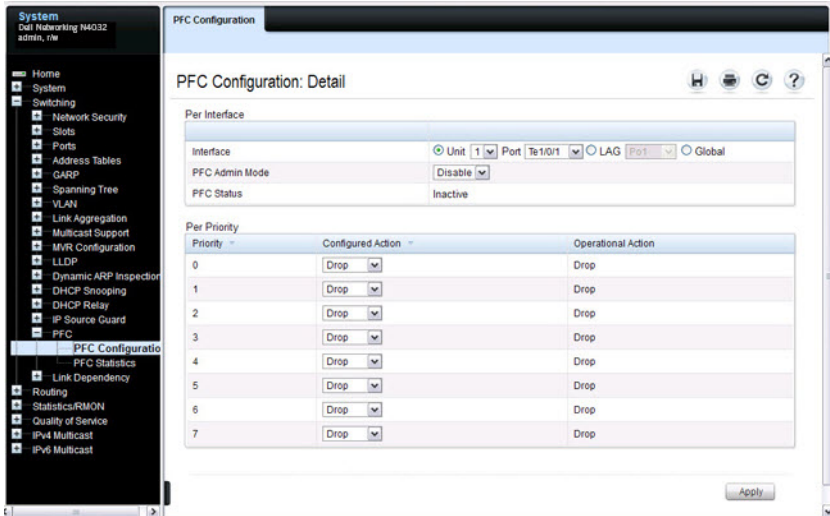 System
Dell Networking N4032
admin, r/w
Home
System
Switching
Network Security
Slots
Ports
Address Tables
GARP
Spanning Tree
VLAN
Link Aggregation
Multicast Support
MVR Configuration
LLDP
Dynamic ARP Inspection
DHCP Snooping
DHCP Relay
IP Source Guard
PFC
PFC Configuratio
PFC Statistics
Link Dependency
Routing
Statistics/RMON
Quality of Service
IPv4 Multicast
IPv6 Multicast
PFC Configuration
PFC Configuration: Detail
Per Interface
Interface Unit 1 Port Te1/0/1 LAG Po1 Global
PFC Admin Mode Disable
PFC Status Inactive
Per Priority
Priority Configured Action Operational Action
0 Drop Drop
1 Drop Drop
2 Drop Drop
3 Drop Drop
4 Drop Drop
5 Drop Drop
6 Drop Drop
7 Drop Drop
Apply